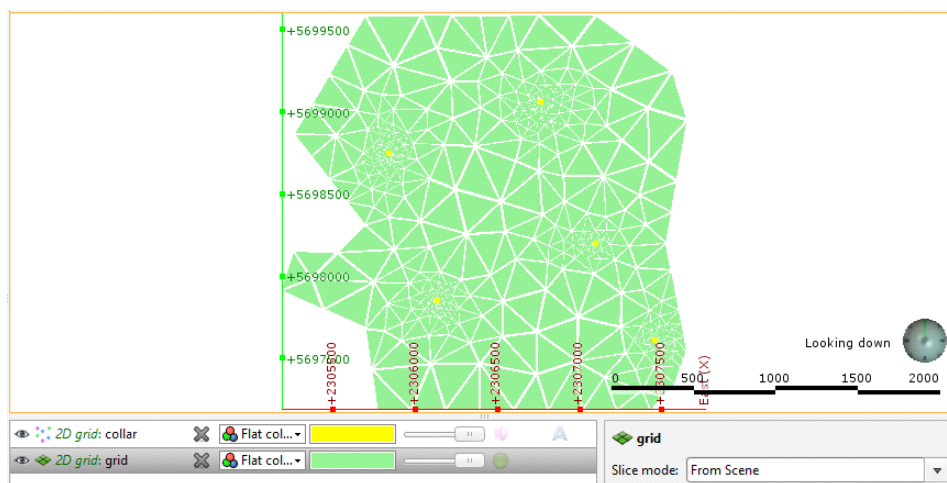 +5699500
+5699000
+5698500
+5698000
+5697500
+2305500
+2306000
+2306500
+2307000
+2307500
East (X)
Looking down
0 500 1000 1500 2000
2D grid: collar
Flat col...
2D grid: grid
Flat col...
grid
Slice mode: From Scene